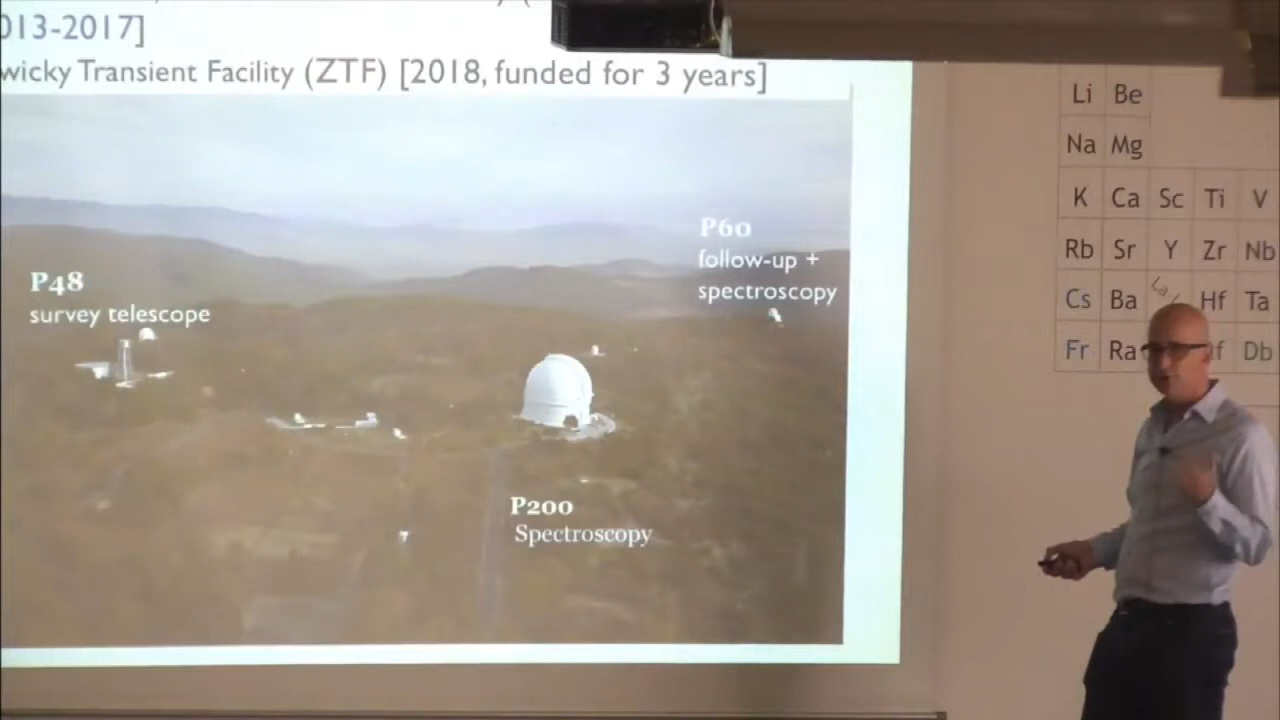 013-2017]
wicky Transient Facility (ZTF) [2018, funded for 3 years]
P48
survey telescope
P60
follow-up +
spectroscopy
P200
Spectroscopy
Li Be
Na Mg
K Ca Sc Ti V
Rb Sr Y Zr Nb
Cs Ba Hf Ta
Fr Ra Db